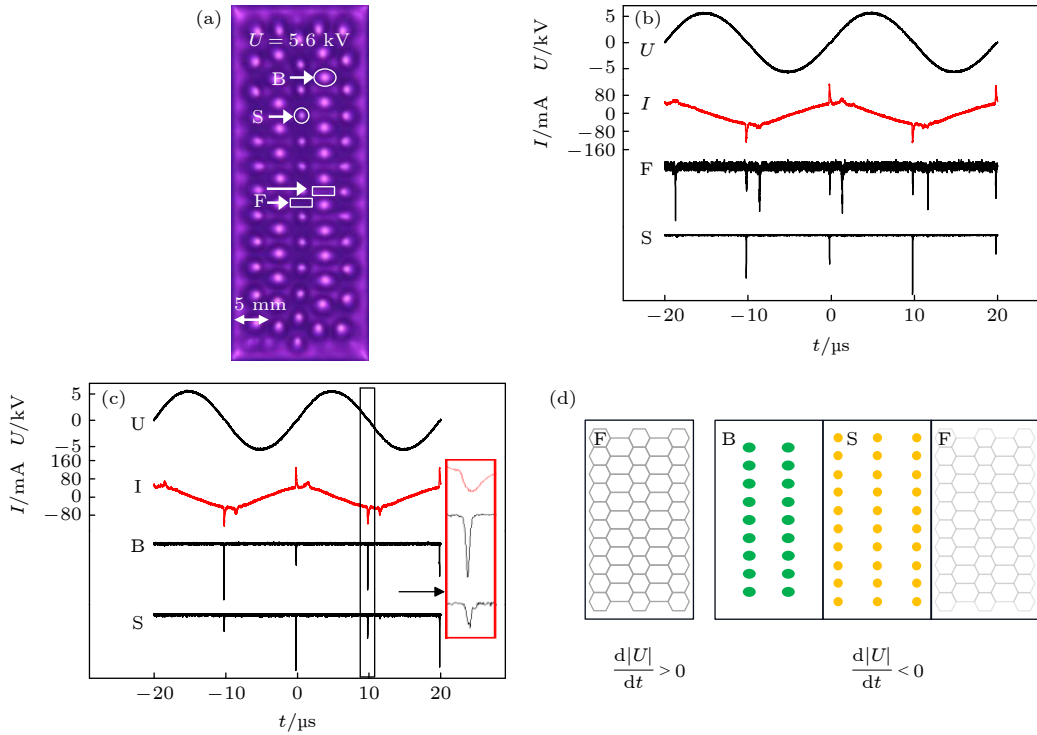 (a)
U = 5.6 kV
B
S
F
5 mm
(b)
U/kV
5
0
−5
U
I/mA
80
0
−80
−160
I
F
S
−20
−10
0
10
20
t/µs
(c)
U/kV
5
0
−5
U
I/mA
160
80
0
−80
I
B
S
−20
−10
0
10
20
t/µs
(d)
F
B
S
F
d|U|/dt > 0
d|U|/dt < 0